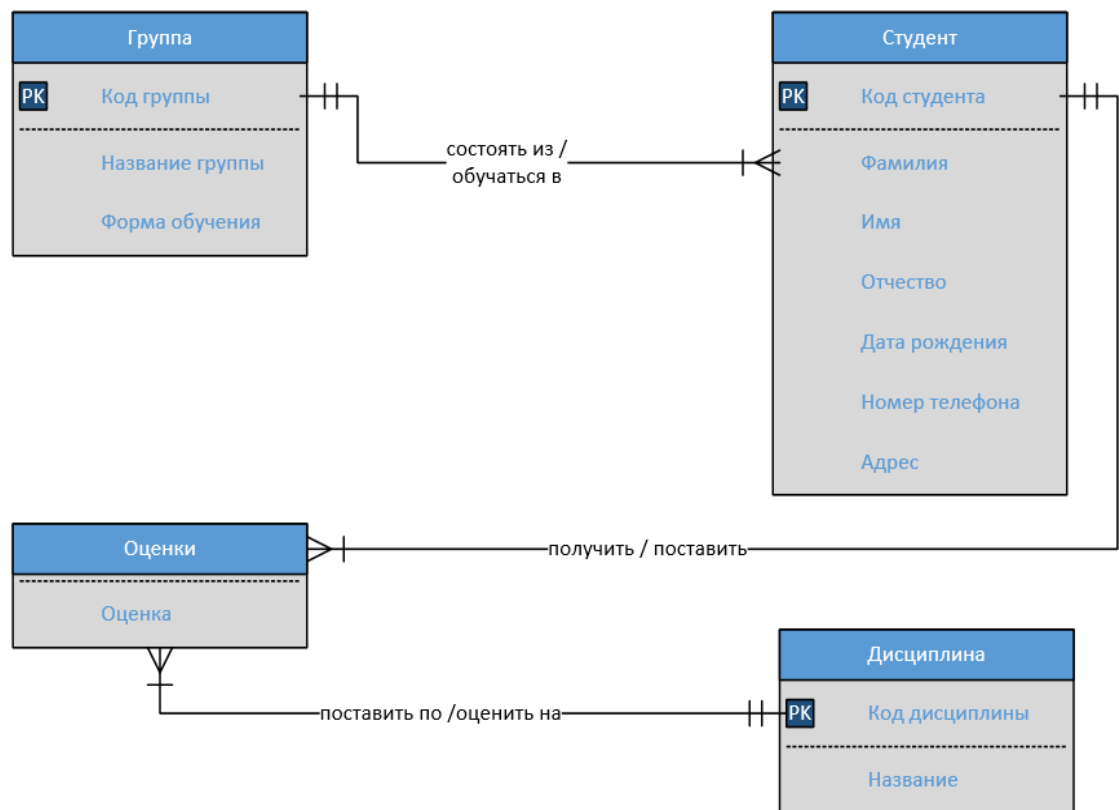 Группа
PK Код группы
Название группы
Форма обучения
состоять из /
обучаться в
Студент
PK Код студента
Фамилия
Имя
Отчество
Дата рождения
Номер телефона
Адрес
Оценки
Оценка
получить / поставить
поставить по /оценить на
Дисциплина
PK Код дисциплины
Название